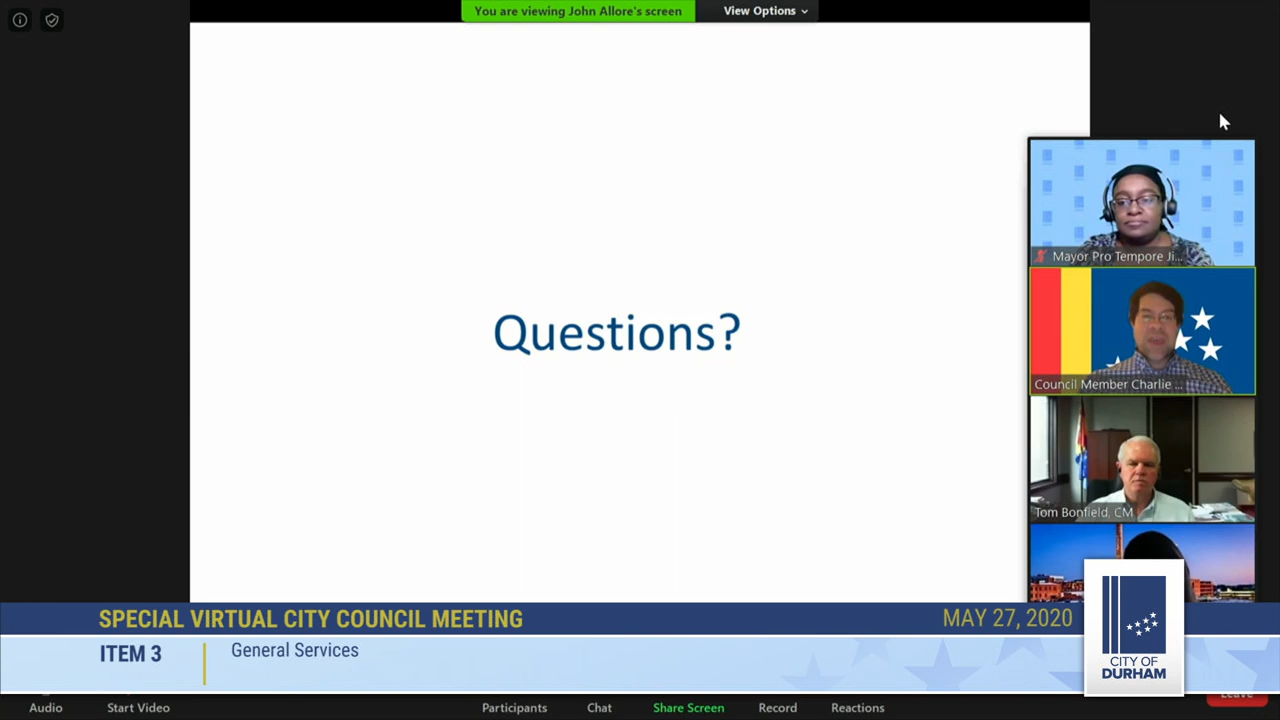 You are viewing John Allore's screen
View Options
Questions?
Mayor Pro Tempore Ji...
Council Member Charlie ...
Tom Bonfield, CM
SPECIAL VIRTUAL CITY COUNCIL MEETING
MAY 27, 2020
ITEM 3
General Services
CITY OF
DURHAM
Audio
Start Video
Participants
Chat
Share Screen
Record
Reactions
Leave